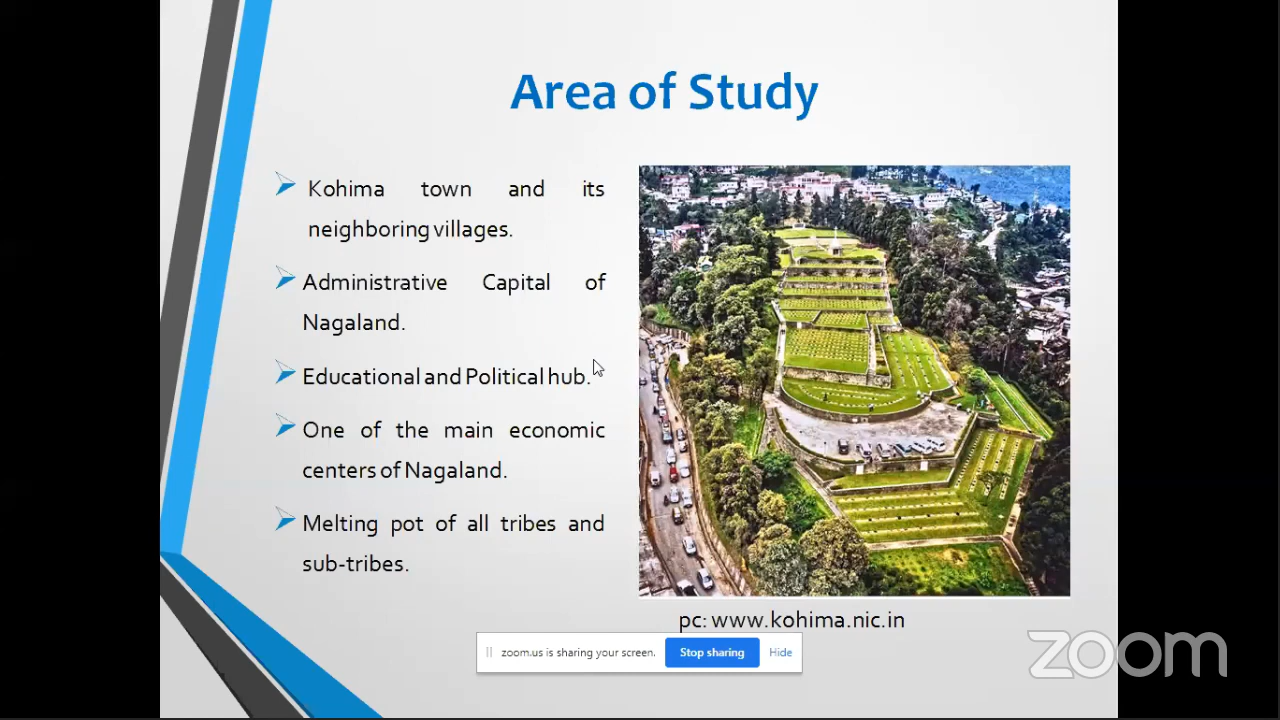 Area of Study
Kohima town and its
neighboring villages.
Administrative Capital of
Nagaland.
Educational and Political hub.
One of the main economic
centers of Nagaland.
Melting pot of all tribes and
sub-tribes.
pc: www.kohima.nic.in
zoom.us is sharing your screen. Stop sharing Hide
zoom